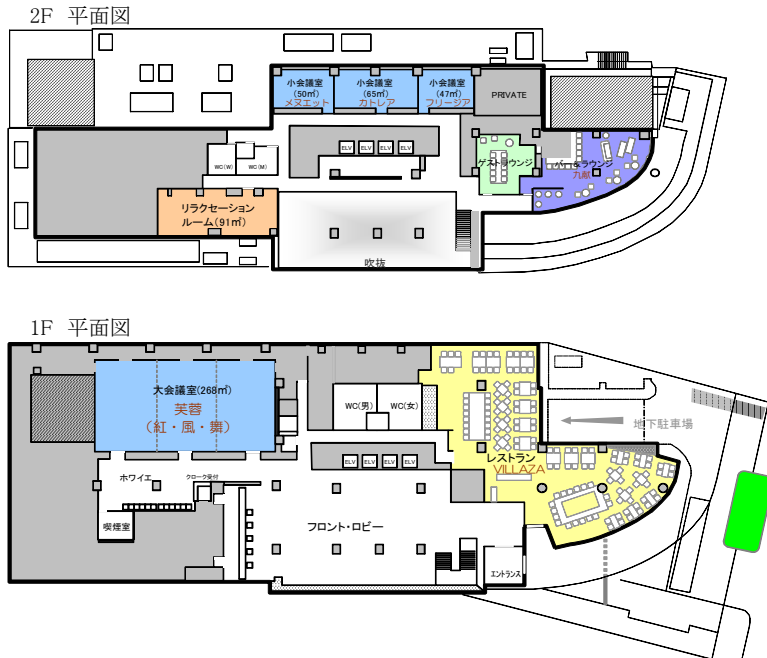 2F 平面図
小会議室
(50㎡)
メヌエット
小会議室
(65㎡)
カトレア
小会議室
(47㎡)
フリージア
PRIVATE
ELV
ELV
ELV
ELV
WC(W)
WC(M)
ゲストラウンジ
バー&ラウンジ
九献
リラクセーション
ルーム(91㎡)
吹抜
1F 平面図
大会議室(268㎡)
芙蓉
(紅・風・舞)
WC(男)
WC(女)
地下駐車場
レストラン
VILLAZA
ELV
ELV
ELV
ELV
ホワイエ
クローク受付
喫煙室
フロント・ロビー
エントランス